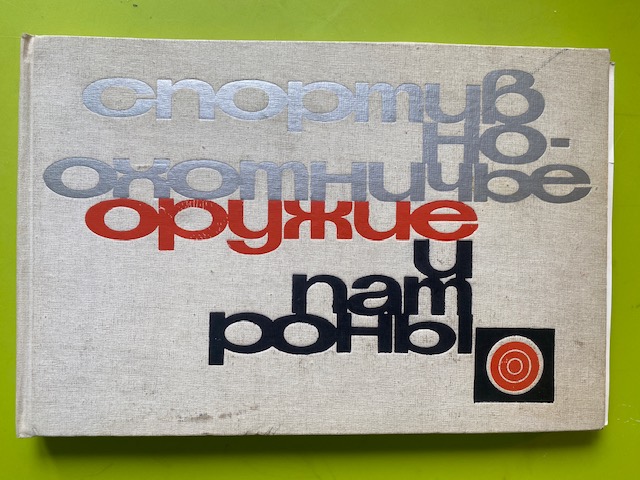 спортив
но-
охотничье
оружие
и
пат
роны